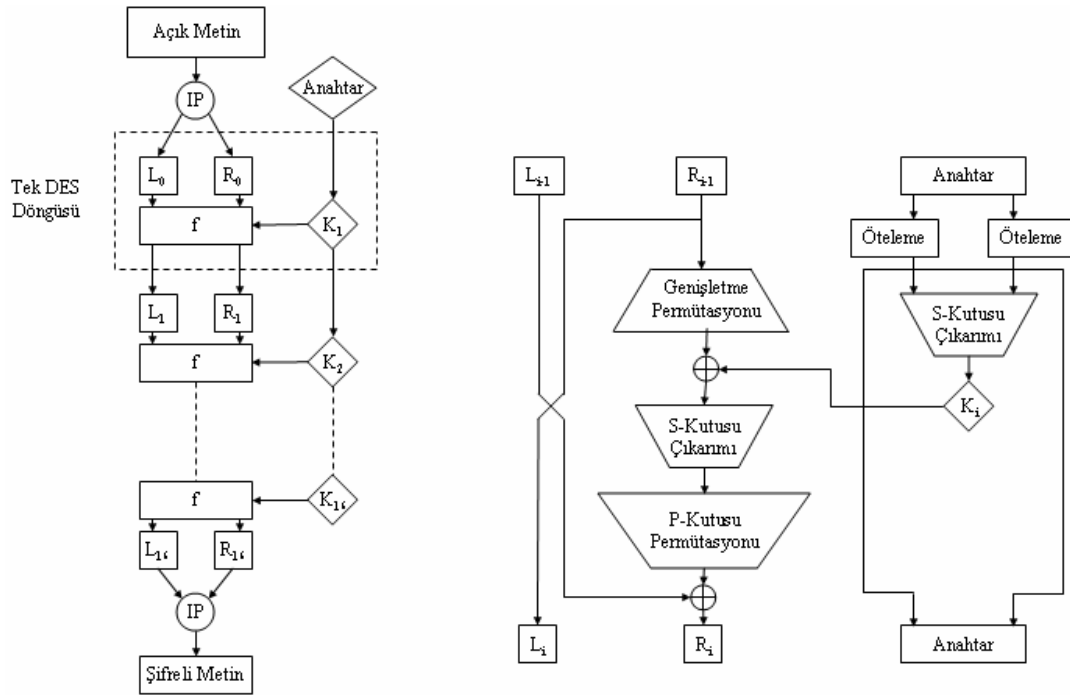 Açık Metin
IP
Anahtar
Tek DES
Döngüsü
L0
R0
f
K1
L1
R1
f
K2
f
K16
L16
R16
IP
Şifreli Metin
Li-1
Ri-1
Genişletme
Permütasyonu
S-Kutusu
Çıkarımı
P-Kutusu
Permütasyonu
Li
Ri
Anahtar
Öteleme
Öteleme
S-Kutusu
Çıkarımı
Ki
Anahtar